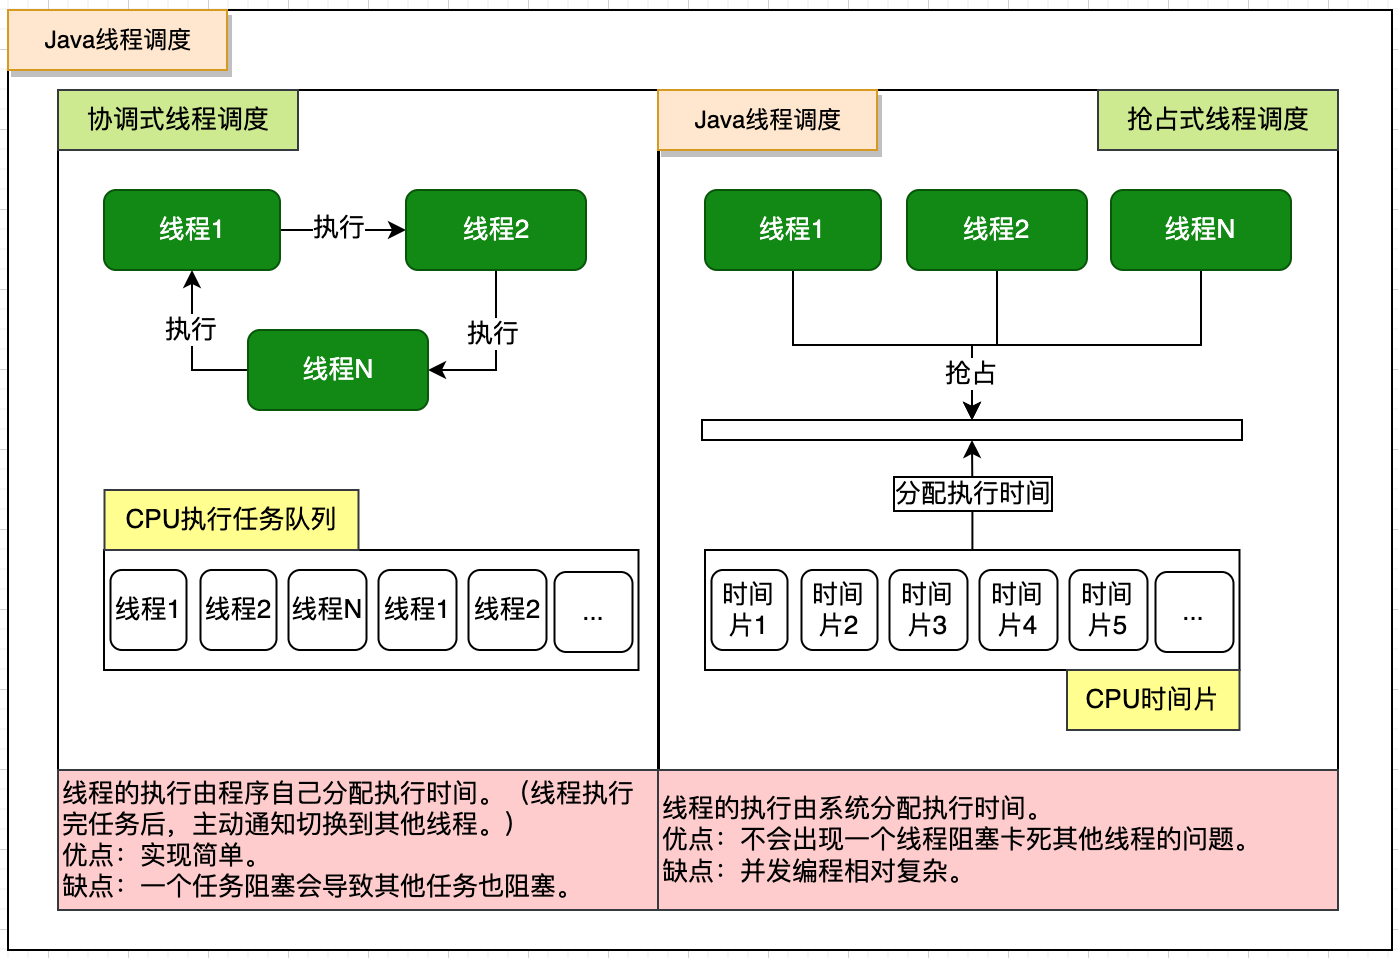 Java线程调度
协调式线程调度
线程1
执行
线程2
执行
执行
线程N
CPU执行任务队列
线程1
线程2
线程N
线程1
线程2
...
线程的执行由程序自己分配执行时间。（线程执行
完任务后，主动通知切换到其他线程。）
优点：实现简单。
缺点：一个任务阻塞会导致其他任务也阻塞。
Java线程调度
抢占式线程调度
线程1
线程2
线程N
抢占
分配执行时间
时间
片1
时间
片2
时间
片3
时间
片4
时间
片5
...
CPU时间片
线程的执行由系统分配执行时间。
优点：不会出现一个线程阻塞卡死其他线程的问题。
缺点：并发编程相对复杂。